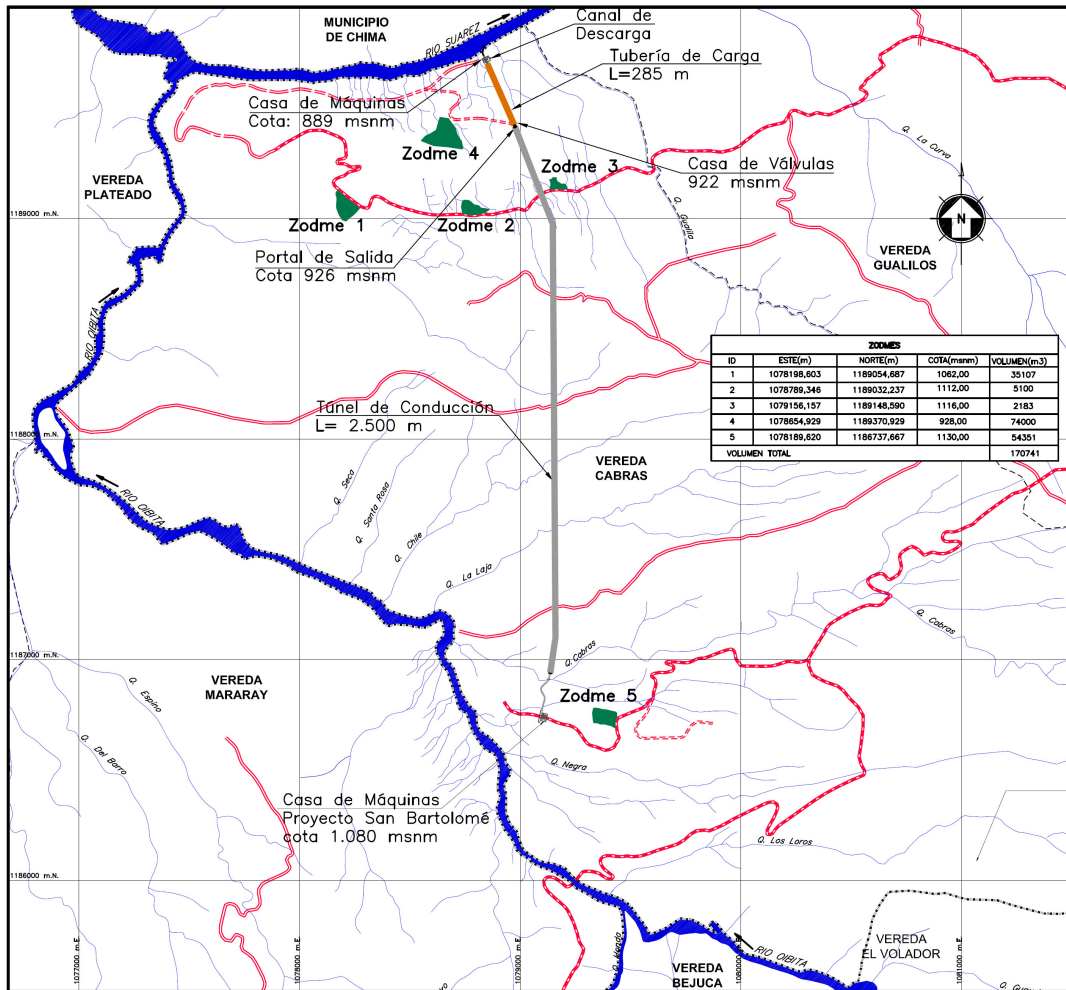 MUNICIPIO
DE CHIMA
RIO SUAREZ
Canal de
Descarga
Tubería de Carga
L=285 m
Casa de Máquinas
Cota: 889 msnm
Zodme 4
Zodme 3
Casa de Válvulas
922 msnm
Q. La Curva
VEREDA
PLATEADO
Zodme 1
Zodme 2
Q. Gualila
N
1189000 m.N.
VEREDA
GUALILOS
Portal de Salida
Cota 926 msnm
RIO OIBITA
ZODMES
ID ESTE(m) NORTE(m) COTA(msnm) VOLUMEN(m3)
1 1078198,603 1189054,687 1062,00 35107
2 1078789,346 1189032,237 1112,00 5100
3 1079156,157 1189148,590 1116,00 2183
4 1078654,929 1189370,929 928,00 74000
5 1078189,620 1186737,667 1130,00 54351
VOLUMEN TOTAL 170741
Túnel de Conducción
L= 2.500 m
1188000 m.N.
VEREDA
CABRAS
Q. Seca
Q. Santa Rosa
RIO OIBITA
Q. Chile
Q. La Laja
Q. Cabras
1187000 m.N.
Q.Cabras
VEREDA
MARARAY
Q. Espino
Zodme 5
Q. Del Barro
Q. Negra
Casa de Máquinas
Proyecto San Bartolomé
cota 1.080 msnm
Q. Los Loros
1186000 m.N.
1077000 m.E.
1078000 m.E.
1079000 m.E.
1080000 m.E.
1081000 m.E.
Q. Honda
RIO OIBITA
VEREDA
EL VOLADOR
VEREDA
BEJUCA